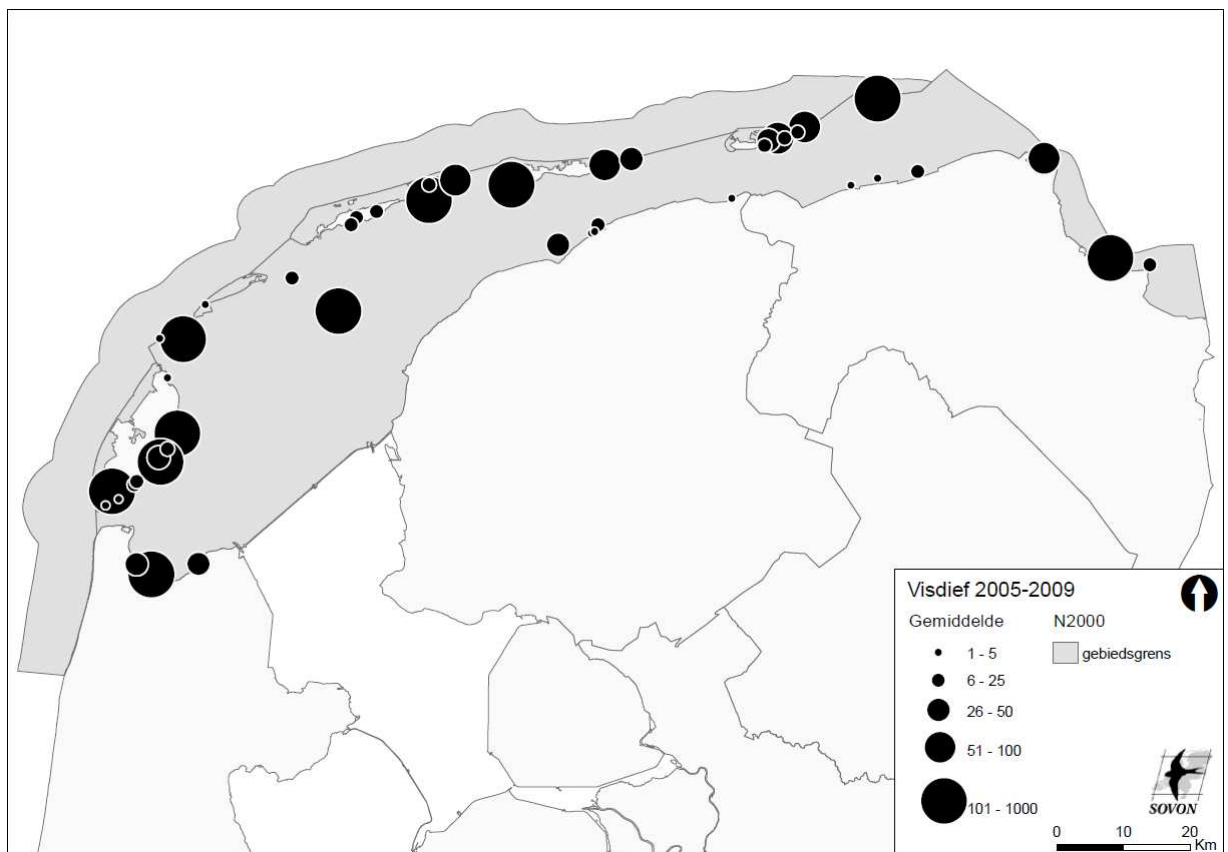 Visdief 2005-2009
Gemiddelde N2000
1 - 5 gebiedsgrens
6 - 25
26 - 50
51 - 100
101 - 1000
SOVON
0 10 20
Km